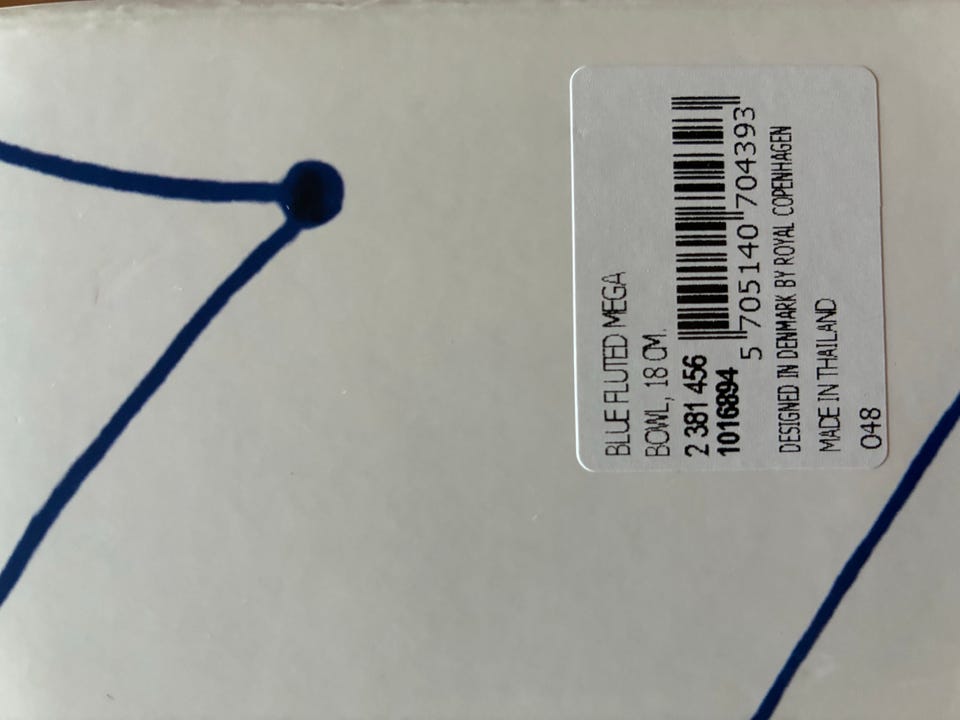 BLUE FLUTED MEGA
BOWL, 18 CM.
2 381 456
1016894
5 705140 704393
DESIGNED IN DENMARK BY ROYAL COPENHAGEN
MADE IN THAILAND
048